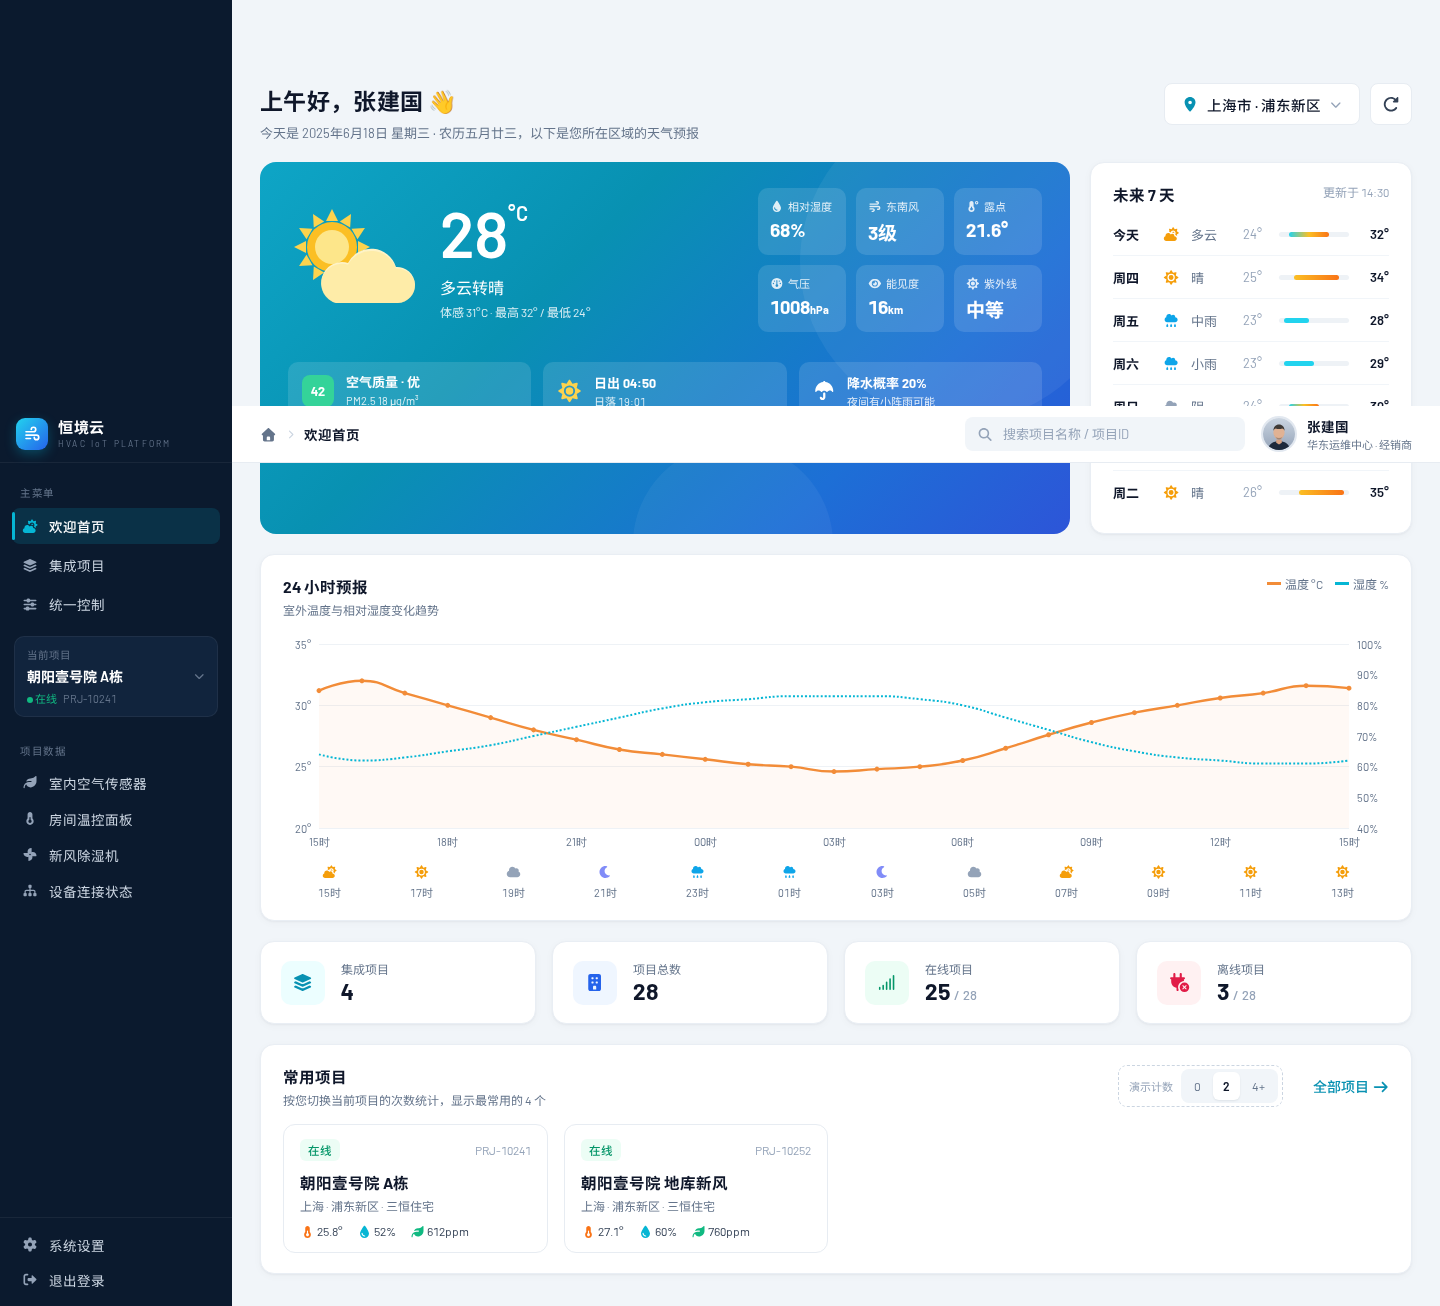 上午好，张建国 👋
今天是 2025年6月18日 星期三 · 农历五月廿三，以下是您所在区域的天气预报
上海市 · 浦东新区
28°C
多云转晴
体感 31°C · 最高 32° / 最低 24°
相对湿度
68%
东南风
3级
露点
21.6°
气压
1008hPa
能见度
16km
紫外线
中等
42
空气质量 · 优
PM2.5 18 μg/m³
日出 04:50
日落 19:01
降水概率 20%
夜间有小阵雨可能
未来 7 天
更新于 14:30
今天 多云 24° 32°
周四 晴 25° 34°
周五 中雨 23° 28°
周六 小雨 23° 29°
周二 晴 26° 35°
恒境云
HVAC IoT PLATFORM
欢迎首页
搜索项目名称 / 项目ID
张建国
华东运维中心 · 经销商
主菜单
欢迎首页
集成项目
统一控制
当前项目
朝阳壹号院 A栋
在线 PRJ-10241
项目数据
室内空气传感器
房间温控面板
新风除湿机
设备连接状态
系统设置
退出登录
24 小时预报
室外温度与相对湿度变化趋势
温度 °C
湿度 %
35°
30°
25°
20°
100%
90%
80%
70%
60%
50%
40%
15时 18时 21时 00时 03时 06时 09时 12时 15时
15时 17时 19时 21时 23时 01时 03时 05时 07时 09时 11时 13时
集成项目
4
项目总数
28
在线项目
25 / 28
离线项目
3 / 28
常用项目
按您切换当前项目的次数统计，显示最常用的 4 个
演示计数 0 2 4+
全部项目
在线 PRJ-10241
朝阳壹号院 A栋
上海 · 浦东新区 · 三恒住宅
25.8° 52% 612ppm
在线 PRJ-10252
朝阳壹号院 地库新风
上海 · 浦东新区 · 三恒住宅
27.1° 60% 760ppm